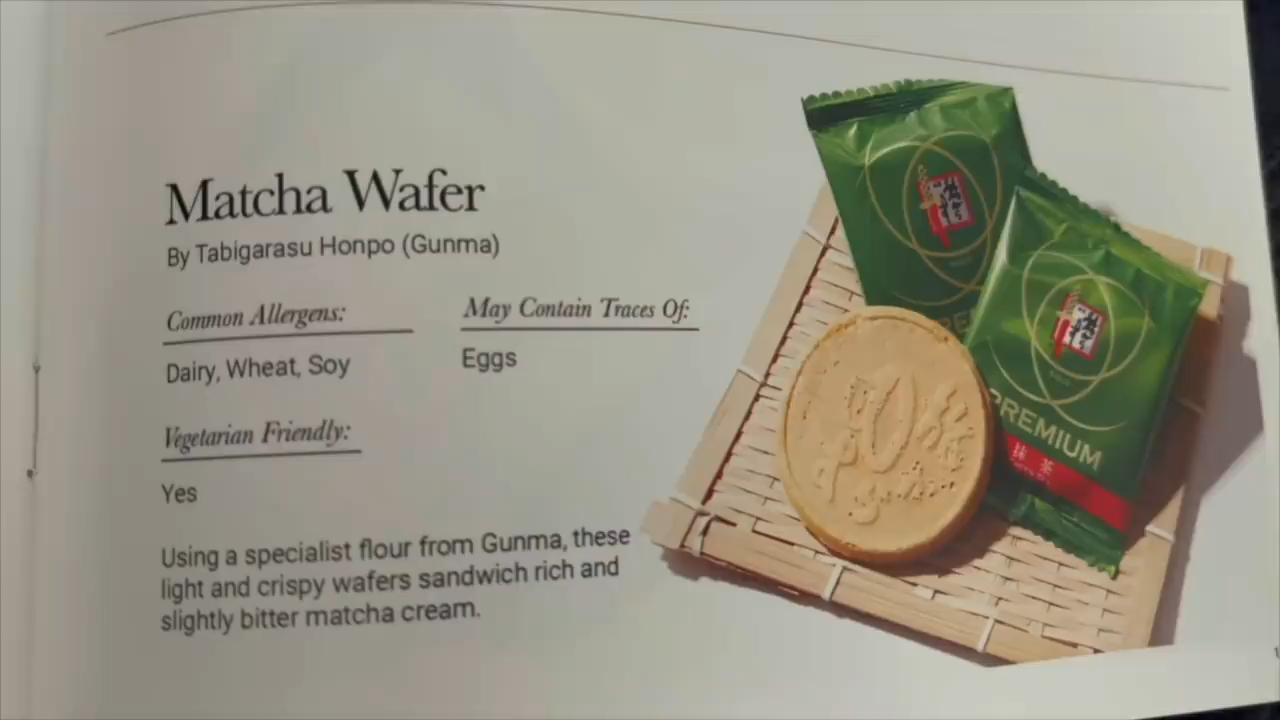 Matcha Wafer
By Tabigarasu Honpo (Gunma)
Common Allergens:
Dairy, Wheat, Soy
May Contain Traces Of:
Eggs
Vegetarian Friendly:
Yes
Using a specialist flour from Gunma, these
light and crispy wafers sandwich rich and
slightly bitter matcha cream.
PREMIUM
抹茶